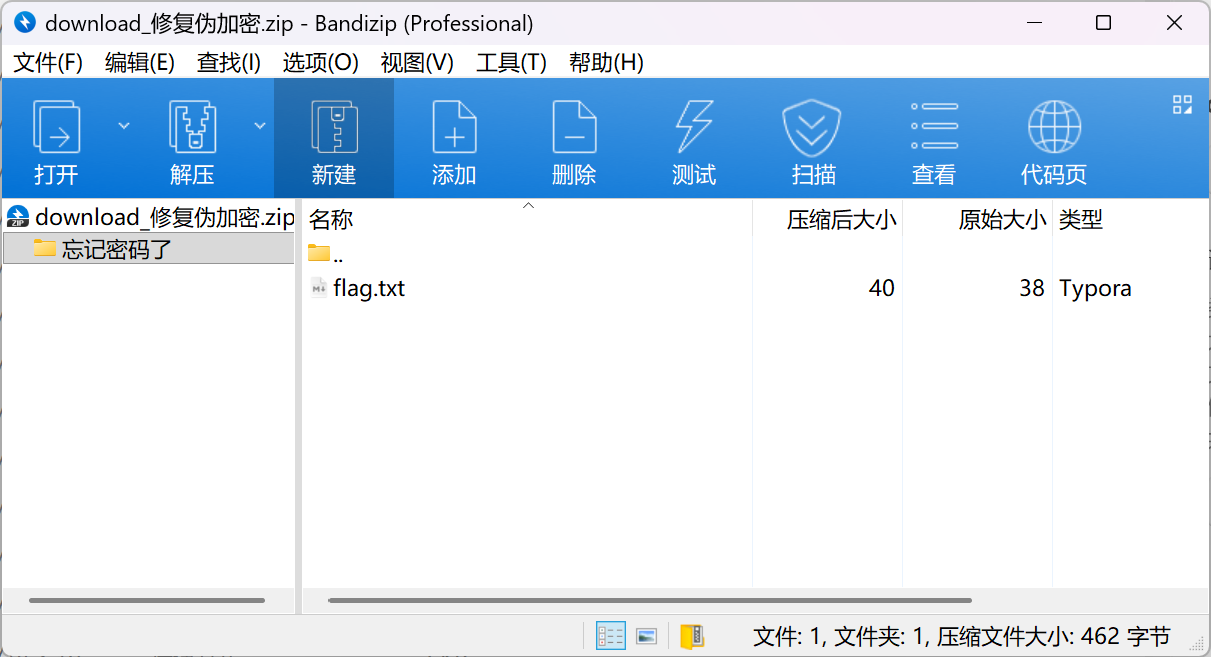 download_修复伪加密.zip - Bandizip (Professional)
文件(F) 编辑(E) 查找(I) 选项(O) 视图(V) 工具(T) 帮助(H)
打开 解压 新建 添加 删除 测试 扫描 查看 代码页
download_修复伪加密.zip 名称 压缩后大小 原始大小 类型
忘记密码了 ..
flag.txt 40 38 Typora
文件: 1, 文件夹: 1, 压缩文件大小: 462 字节